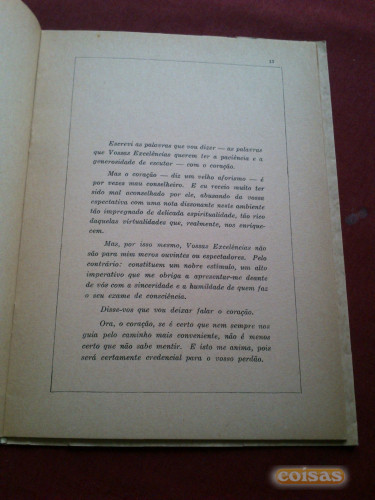 17
Escrevi as palavras que vou dizer — as palavras
que Vossas Excelências querem ter a paciência e a
generosidade de escutar — com o coração.
Mas o coração — diz um velho aforismo — é
por vezes mau conselheiro. E eu receio muito ter
sido mal aconselhado por ele, abusando da vossa
expectativa com uma nota dissonante neste ambiente
tão impregnado de delicada espiritualidade, tão rico
daquelas virtualidades que, realmente, nos enrique-
cem.
Mas, por isso mesmo, Vossas Excelências não
são para mim meros ouvintes ou espectadores. Pelo
contrário: constituem um nobre estímulo, um alto
imperativo que me obriga a apresentar-me desnte
de vós com a sinceridade e a humildade de quem faz
o seu exame de consciência.
Disse-vos que vou deixar falar o coração.
Ora, o coração, se é certo que nem sempre nos
guia pelo caminho mais conveniente, não é menos
certo que não sabe mentir. E isto me anima, pois
será certamente credencial para o vosso perdão.
coisas